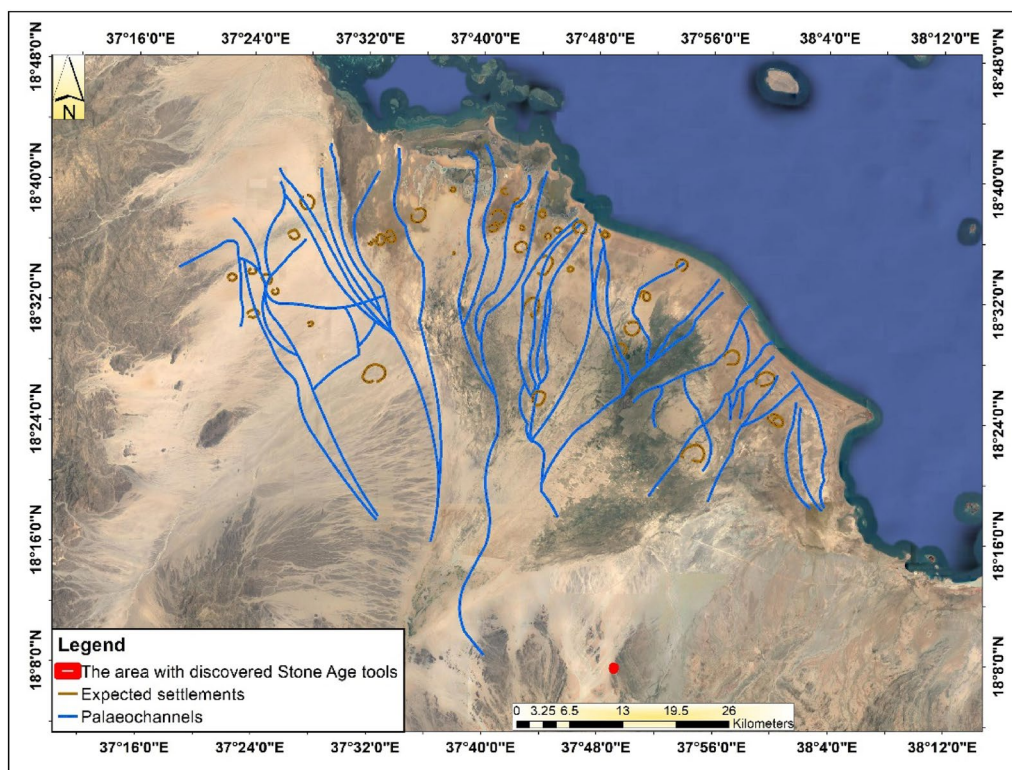 37°16'0"E 37°24'0"E 37°32'0"E 37°40'0"E 37°48'0"E 37°56'0"E 38°4'0"E 38°12'0"E
18°48'0"N 18°48'0"N
N
18°40'0"N 18°40'0"N
18°32'0"N 18°32'0"N
18°24'0"N 18°24'0"N
18°16'0"N 18°16'0"N
18°8'0"N 18°8'0"N
Legend
The area with discovered Stone Age tools
Expected settlements
Palaeochannels
0 3.25 6.5 13 19.5 26
Kilometers
37°16'0"E 37°24'0"E 37°32'0"E 37°40'0"E 37°48'0"E 37°56'0"E 38°4'0"E 38°12'0"E